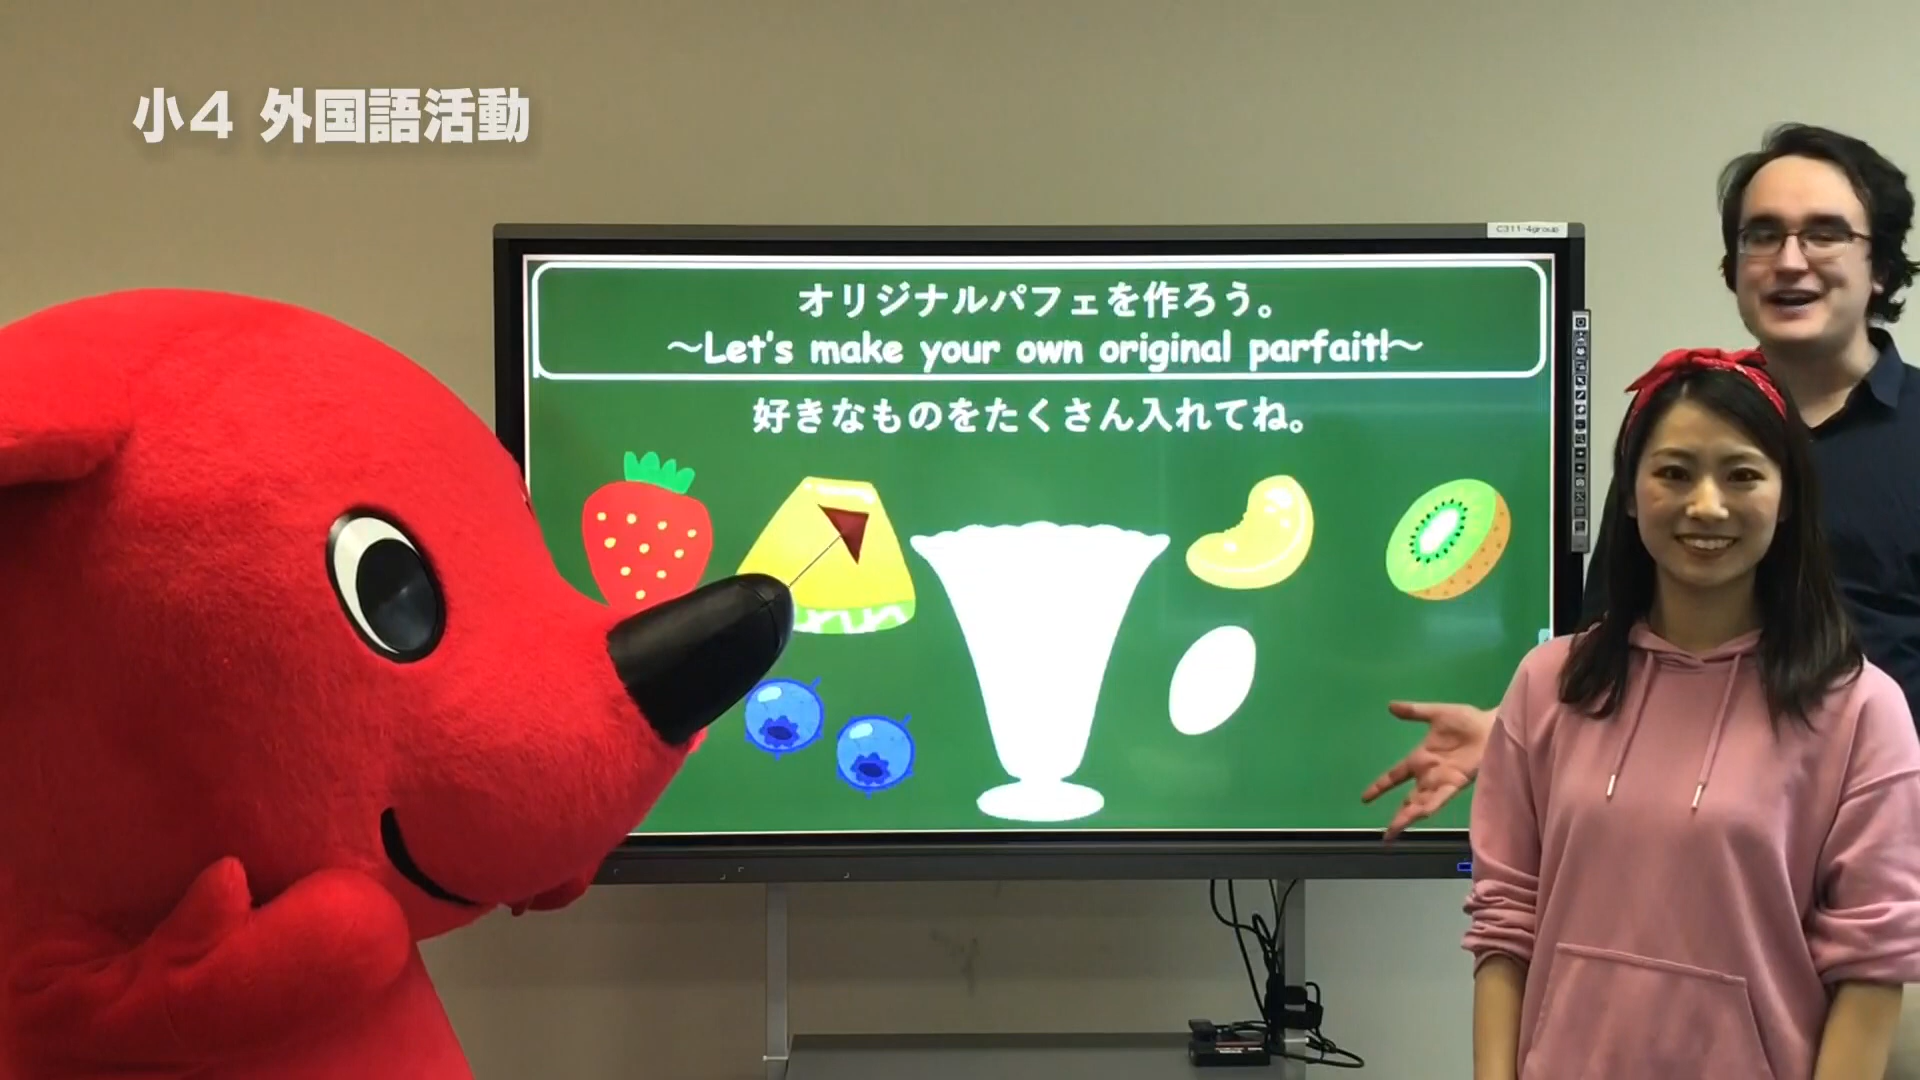 小4 外国語活動
C311-4group
オリジナルパフェを作ろう。
～Let's make your own original parfait!～
好きなものをたくさん入れてね。